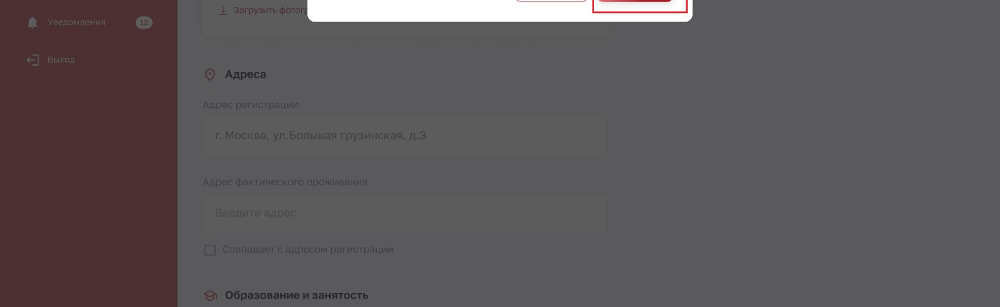 Загрузить фотогр
Уведомления 12
Выход
Адреса
Адрес регистрации
г. Москва, ул.Большая грузинская, д.3
Адрес фактического проживания
Введите адрес
Совпадает с адресом регистрации
Образование и занятость